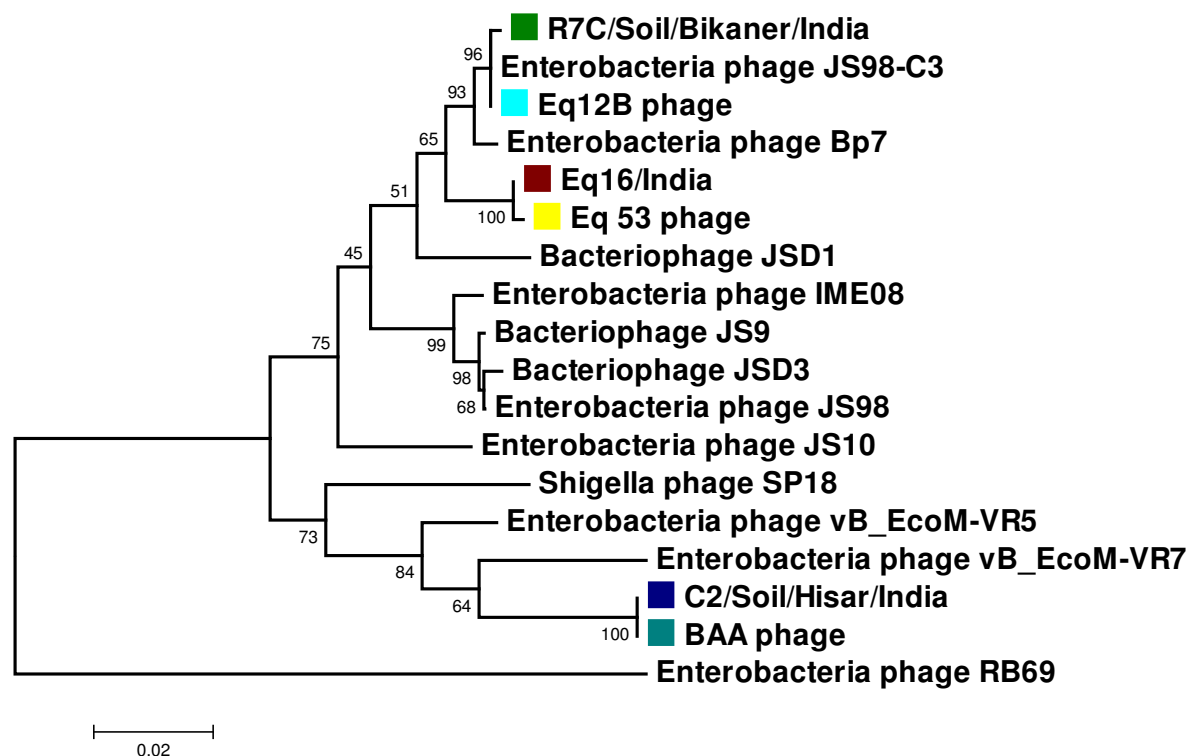 R7C/Soil/Bikaner/India
96
Enterobacteria phage JS98-C3
93
Eq12B phage
65
Enterobacteria phage Bp7
51
Eq16/India
100
Eq 53 phage
45
Bacteriophage JSD1
75
Enterobacteria phage IME08
99
Bacteriophage JS9
98
Bacteriophage JSD3
68
Enterobacteria phage JS98
Enterobacteria phage JS10
Shigella phage SP18
73
Enterobacteria phage vB_EcoM-VR5
84
Enterobacteria phage vB_EcoM-VR7
64
C2/Soil/Hisar/India
100
BAA phage
Enterobacteria phage RB69
0.02